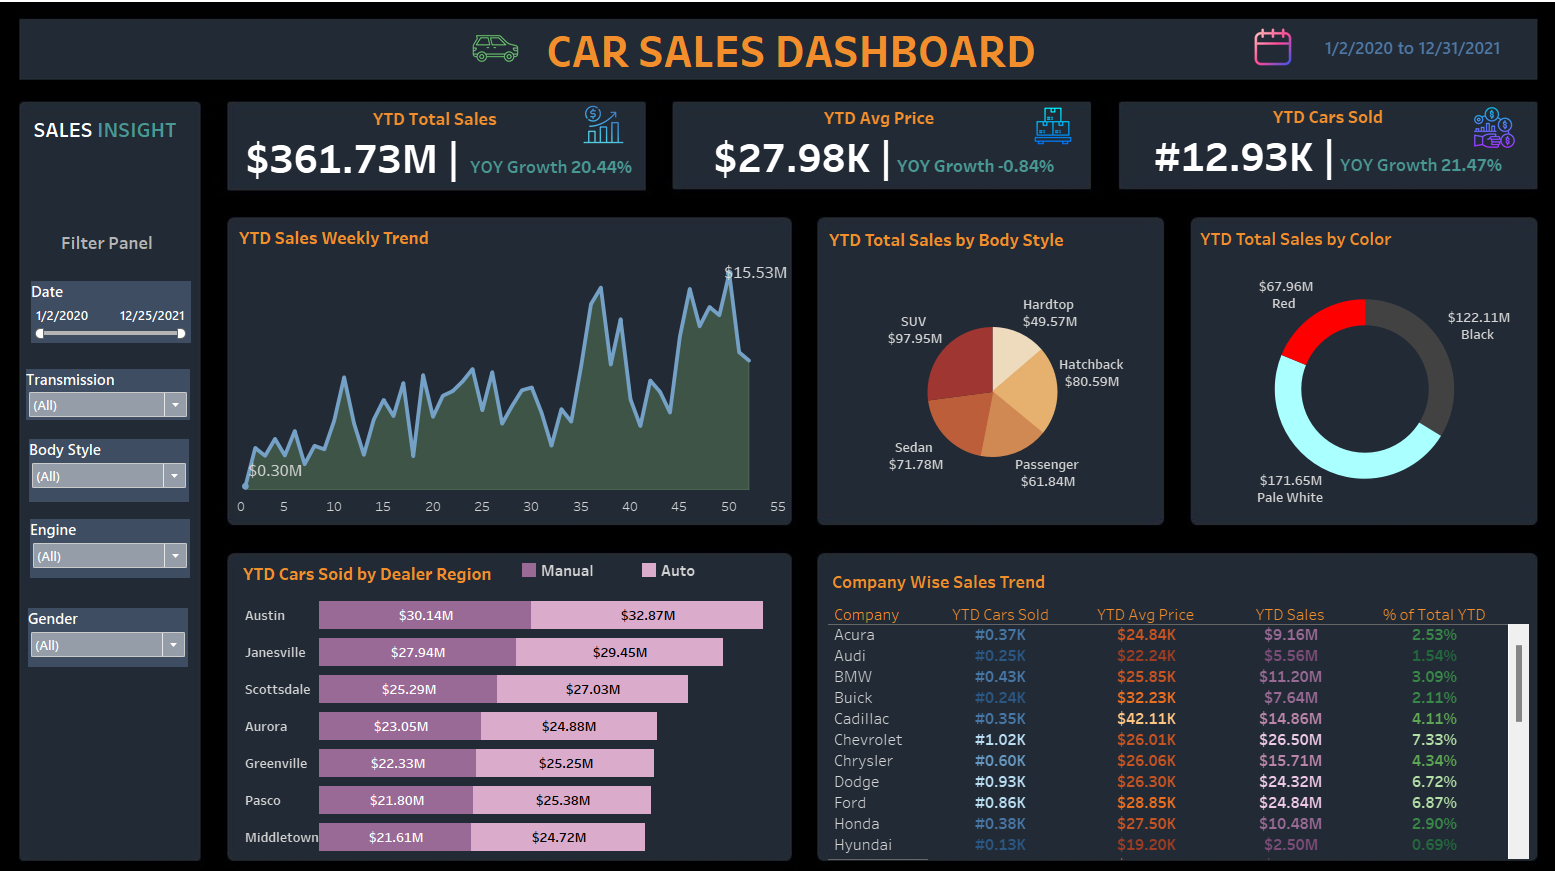 CAR SALES DASHBOARD
1/2/2020 to 12/31/2021
SALES INSIGHT
Filter Panel
Date
1/2/2020 12/25/2021
Transmission
(All)
Body Style
(All)
Engine
(All)
Gender
(All)
YTD Total Sales
$361.73M | YOY Growth 20.44%
YTD Avg Price
$27.98K | YOY Growth -0.84%
YTD Cars Sold
#12.93K | YOY Growth 21.47%
YTD Sales Weekly Trend
$15.53M
$0.30M
0 5 10 15 20 25 30 35 40 45 50 55
YTD Total Sales by Body Style
Hardtop
$49.57M
SUV
$97.95M
Hatchback
$80.59M
Sedan
$71.78M
Passenger
$61.84M
YTD Total Sales by Color
$67.96M
Red
$122.11M
Black
$171.65M
Pale White
YTD Cars Soid by Dealer Region Manual Auto
Austin $30.14M $32.87M
Janesville $27.94M $29.45M
Scottsdale $25.29M $27.03M
Aurora $23.05M $24.88M
Greenville $22.33M $25.25M
Pasco $21.80M $25.38M
Middletown $21.61M $24.72M
Company Wise Sales Trend
Company YTD Cars Sold YTD Avg Price YTD Sales % of Total YTD
Acura #0.37K $24.84K $9.16M 2.53%
Audi #0.25K $22.24K $5.56M 1.54%
BMW #0.43K $25.85K $11.20M 3.09%
Buick #0.24K $32.23K $7.64M 2.11%
Cadillac #0.35K $42.11K $14.86M 4.11%
Chevrolet #1.02K $26.01K $26.50M 7.33%
Chrysler #0.60K $26.06K $15.71M 4.34%
Dodge #0.93K $26.30K $24.32M 6.72%
Ford #0.86K $28.85K $24.84M 6.87%
Honda #0.38K $27.50K $10.48M 2.90%
Hyundai #0.13K $19.20K $2.50M 0.69%